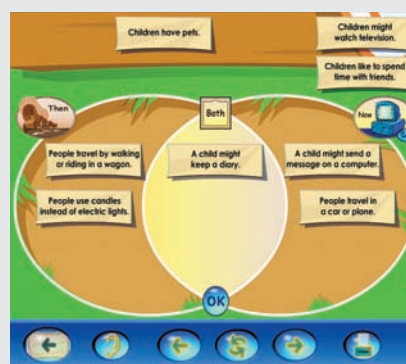 Children have pets.
Children might
watch television.
Children like to spend
time with friends.
Then
Both
Now
People travel by walking
or riding in a wagon.
A child might
keep a diary.
A child might send a
message on a computer.
People use candles
instead of electric lights.
People travel in
a car or plane.
OK